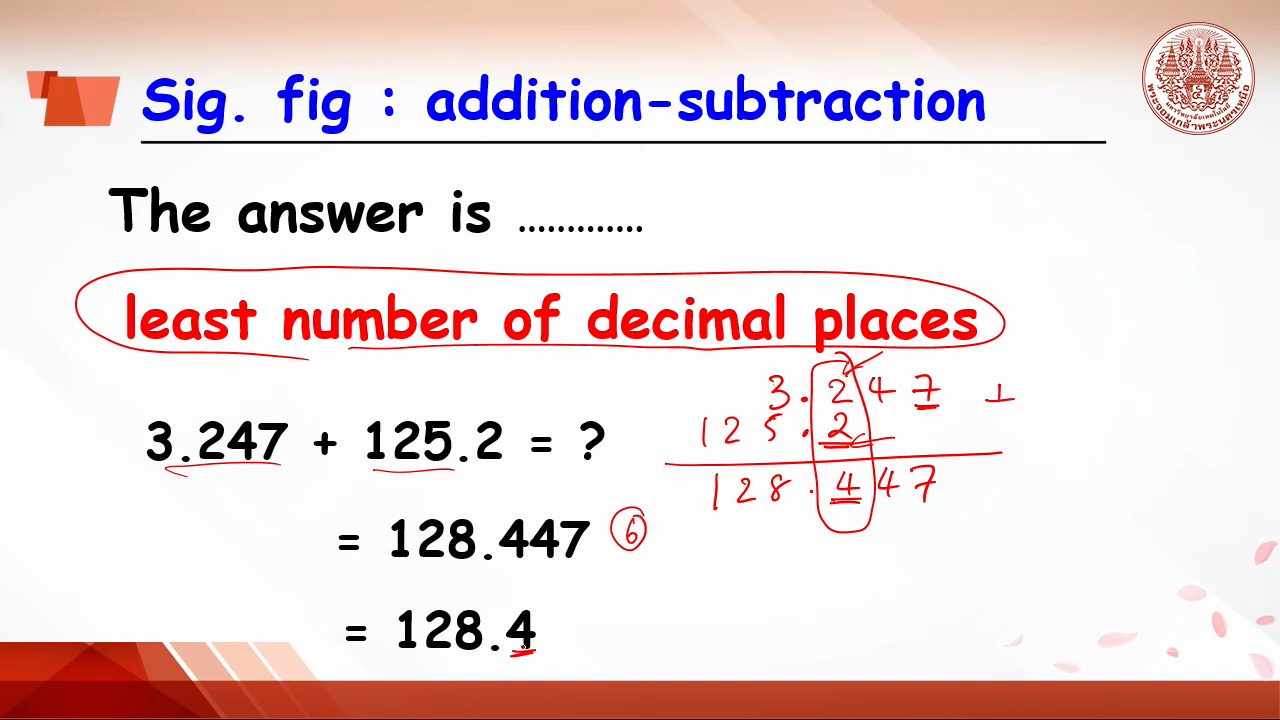 Sig. fig : addition-subtraction
The answer is .............
least number of decimal places
3.247 + 125.2 = ?
= 128.447 6
= 128.4
3.247 +
125.2
128.447